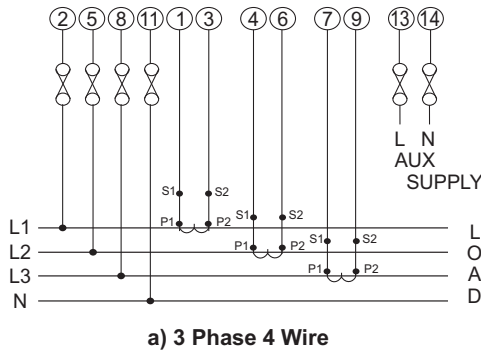 2 5 8 11 1 3 4 6 7 9 13 14
L N
AUX
SUPPLY
S1 S2
S1 S2
P1 P2
S1 S2
L1 L
P1 P2
L2 O
P1 P2
L3 A
N D
a) 3 Phase 4 Wire